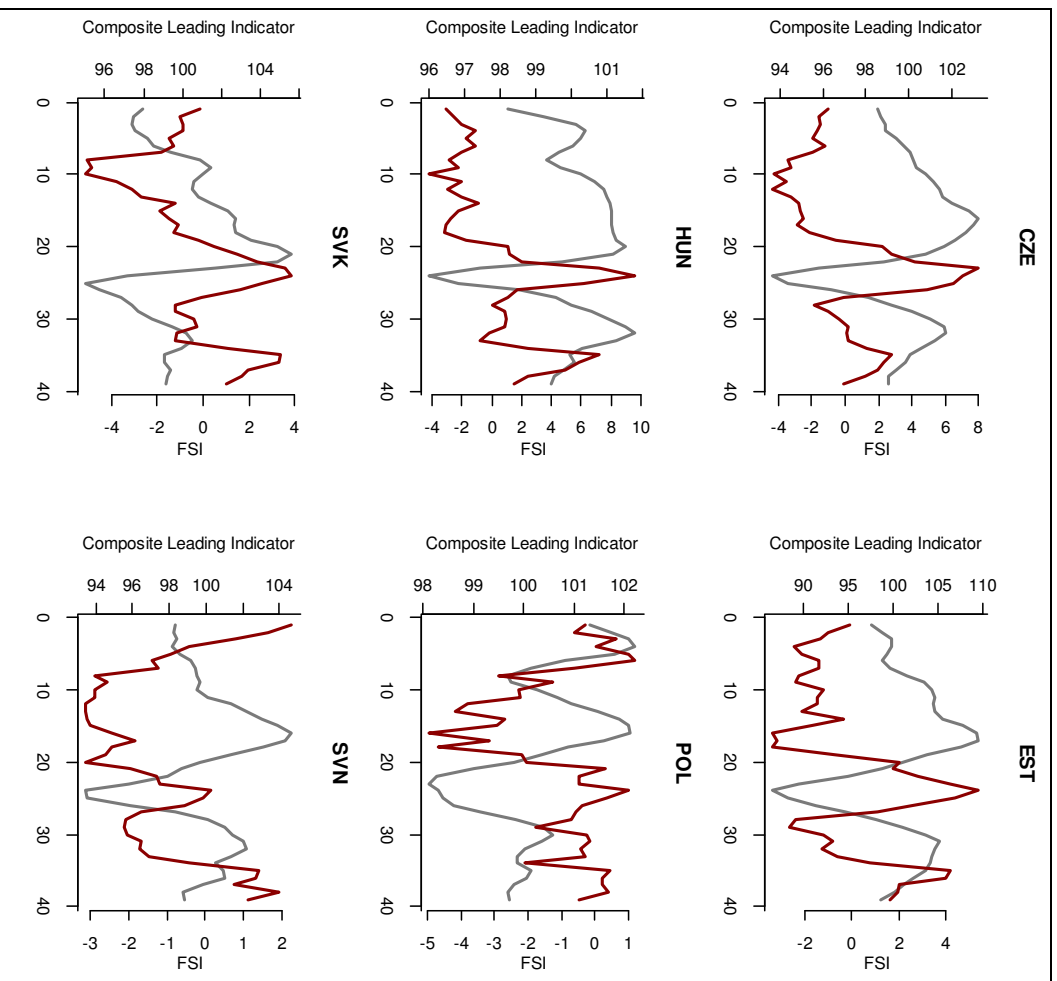 Composite Leading Indicator
96 98 100 104
0 10 20 30 40
SVK
-4 -2 0 2 4
FSI
Composite Leading Indicator
96 97 98 99 101
0 10 20 30 40
HUN
-4 -2 0 2 4 6 8 10
FSI
Composite Leading Indicator
94 96 98 100 102
0 10 20 30 40
CZE
-4 -2 0 2 4 6 8
FSI
Composite Leading Indicator
94 96 98 100 104
0 10 20 30 40
SVN
-3 -2 -1 0 1 2
FSI
Composite Leading Indicator
98 99 100 101 102
0 10 20 30 40
POL
-5 -4 -3 -2 -1 0 1
FSI
Composite Leading Indicator
90 95 100 105 110
0 10 20 30 40
EST
-2 0 2 4
FSI